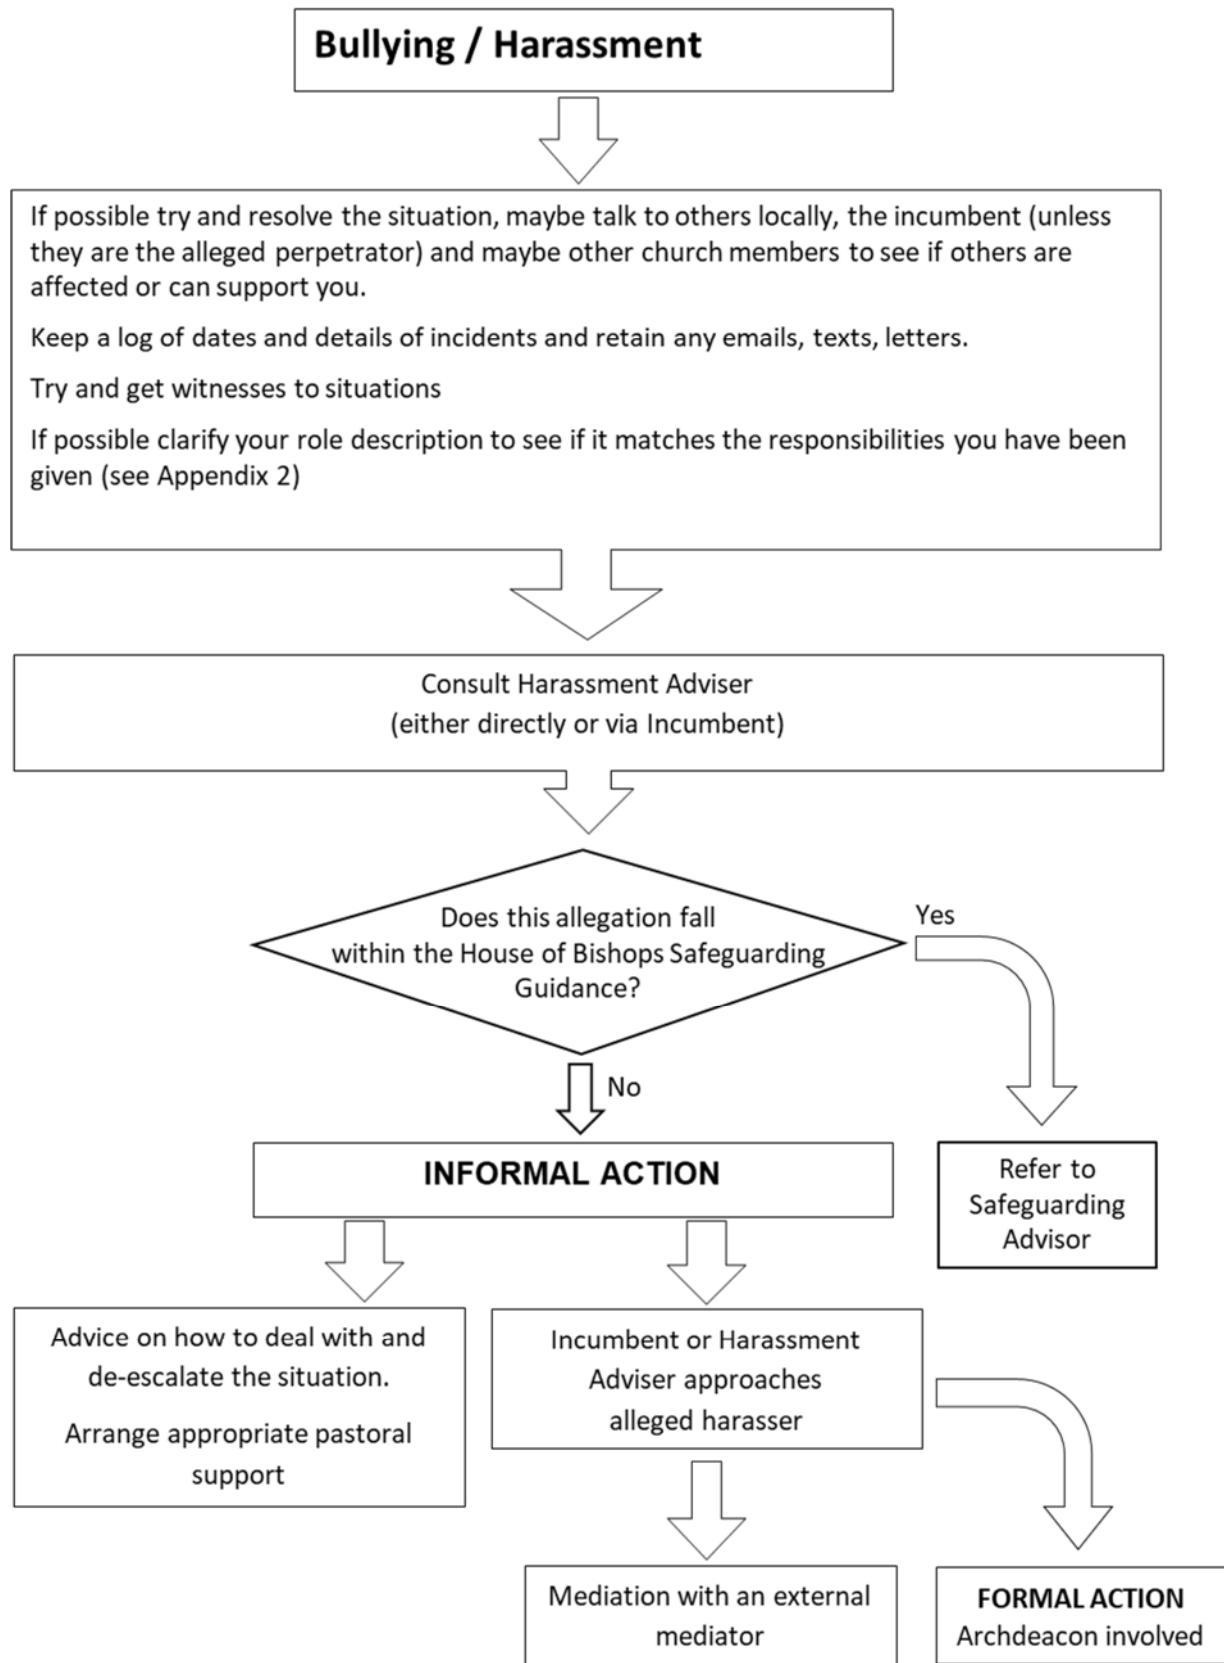 Bullying / Harassment
If possible try and resolve the situation, maybe talk to others locally, the incumbent (unless
they are the alleged perpetrator) and maybe other church members to see if others are
affected or can support you.
Keep a log of dates and details of incidents and retain any emails, texts, letters.
Try and get witnesses to situations
If possible clarify your role description to see if it matches the responsibilities you have been
given (see Appendix 2)
Consult Harassment Adviser
(either directly or via Incumbent)
Does this allegation fall
within the House of Bishops Safeguarding
Guidance?
Yes
No
INFORMAL ACTION
Refer to
Safeguarding
Advisor
Advice on how to deal with and
de-escalate the situation.
Arrange appropriate pastoral
support
Incumbent or Harassment
Adviser approaches
alleged harasser
Mediation with an external
mediator
FORMAL ACTION
Archdeacon involved